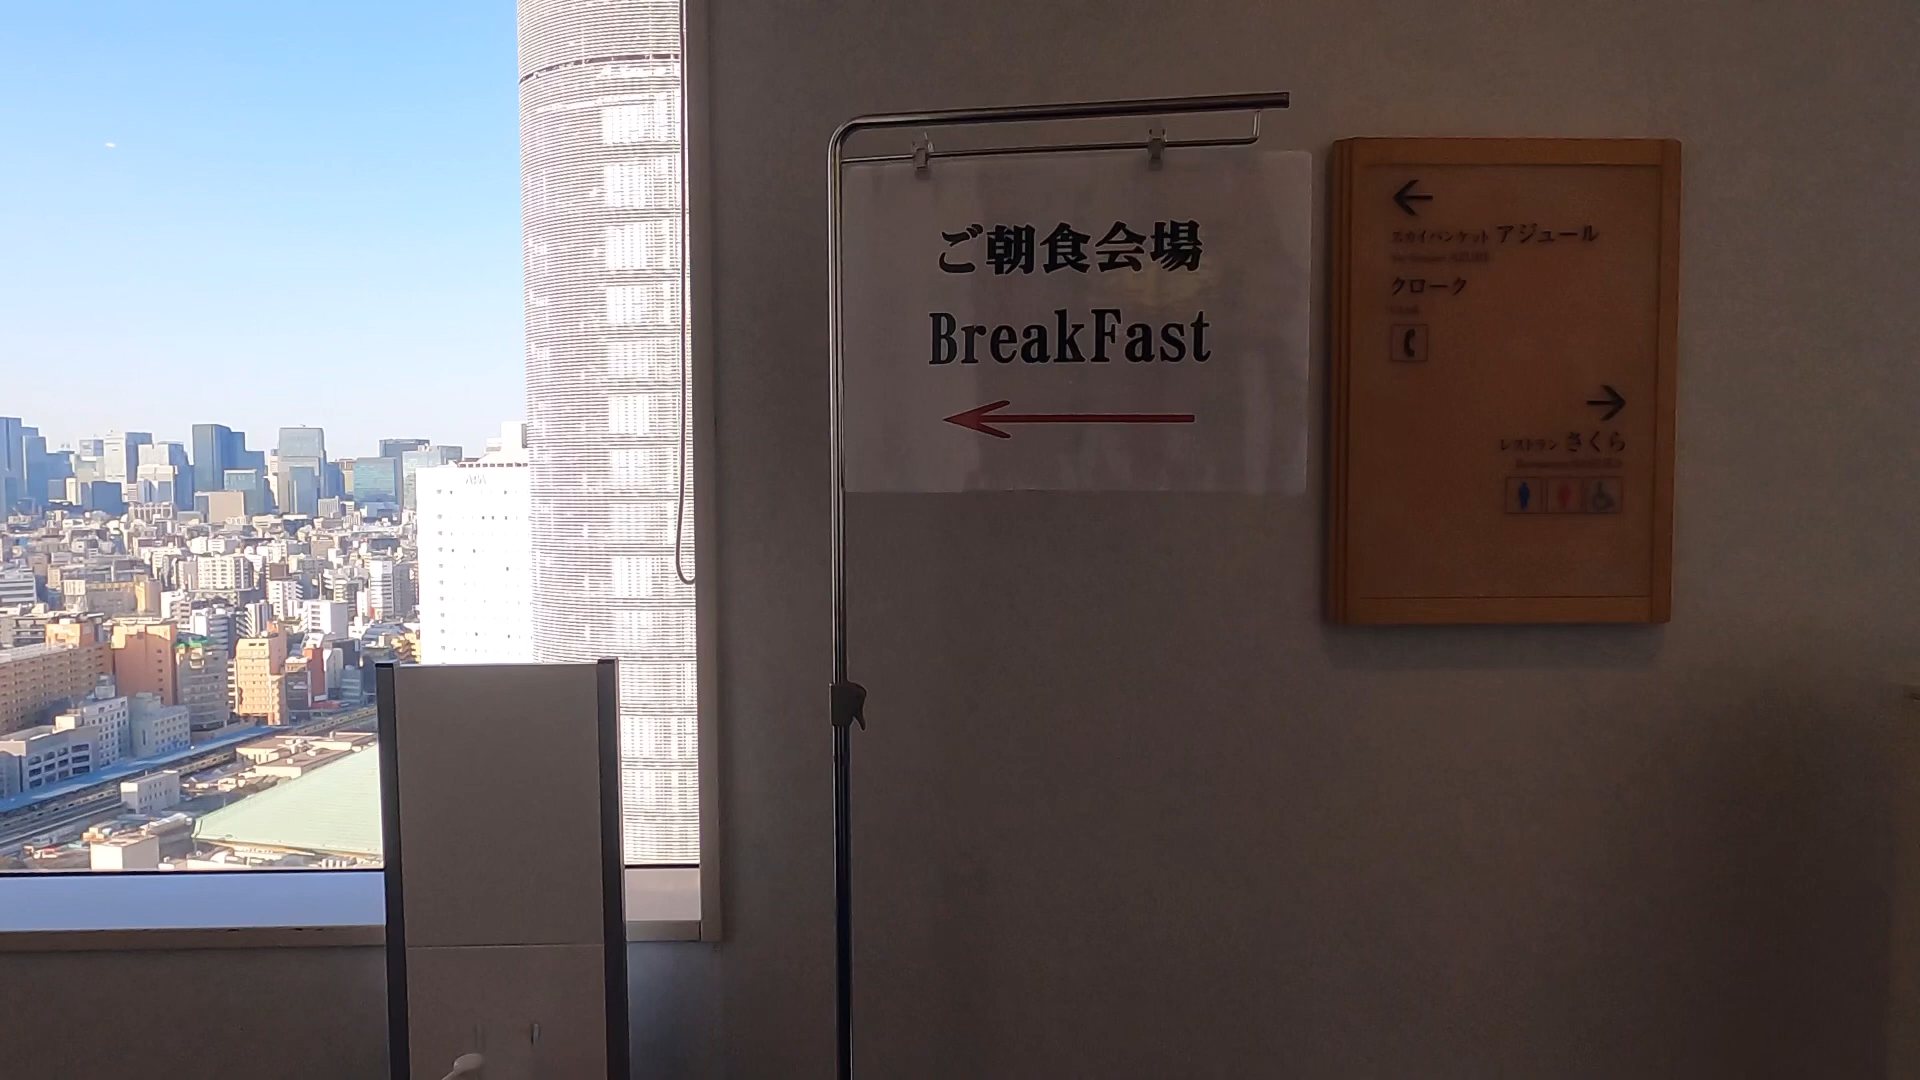 ご朝食会場
BreakFast
スカイバンケット アジュール
クローク
レストラン さくら